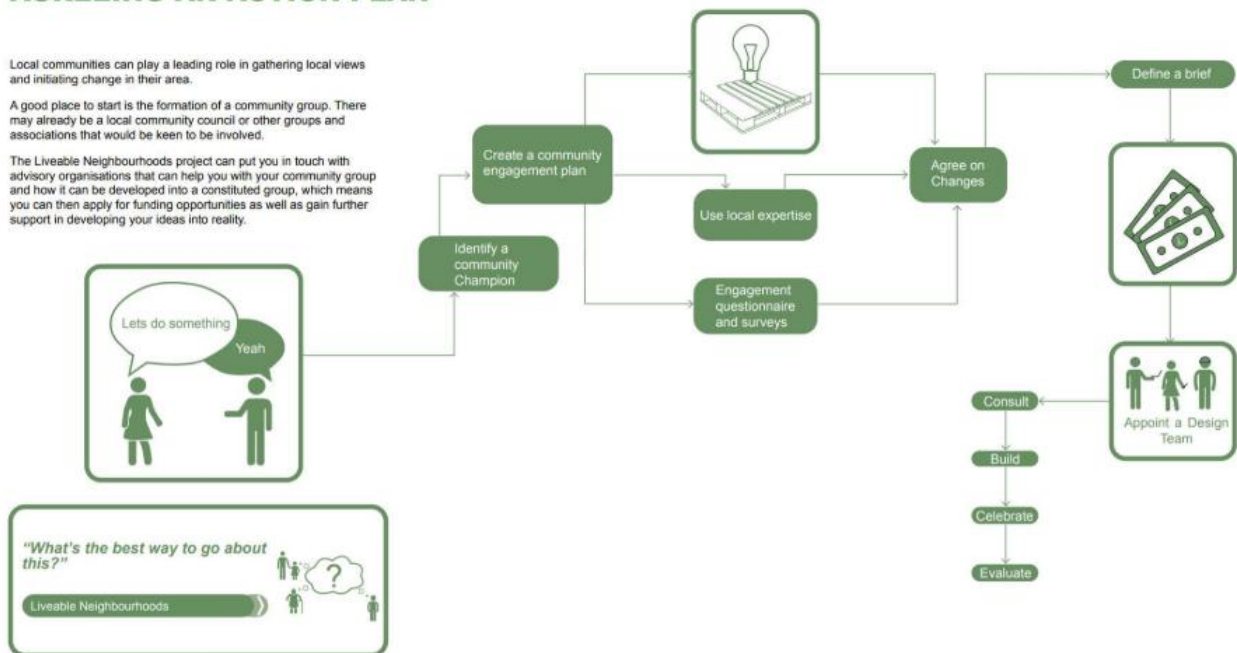 AGREEING AN ACTION PLAN
Local communities can play a leading role in gathering local views
and initiating change in their area.
A good place to start is the formation of a community group. There
may already be a local community council or other groups and
associations that would be keen to be involved.
The Liveable Neighbourhoods project can put you in touch with
advisory organisations that can help you with your community group
and how it can be developed into a constituted group, which means
you can then apply for funding opportunities as well as gain further
support in developing your ideas into reality.
Lets do something
Yeah
Identify a
community
Champion
Create a community
engagement plan
Use local expertise
Engagement
questionnaire
and surveys
Agree on
Changes
Define a brief
Appoint a Design
Team
Consult
Build
Celebrate
Evaluate
"What's the best way to go about
this?"
?
Liveable Neighbourhoods